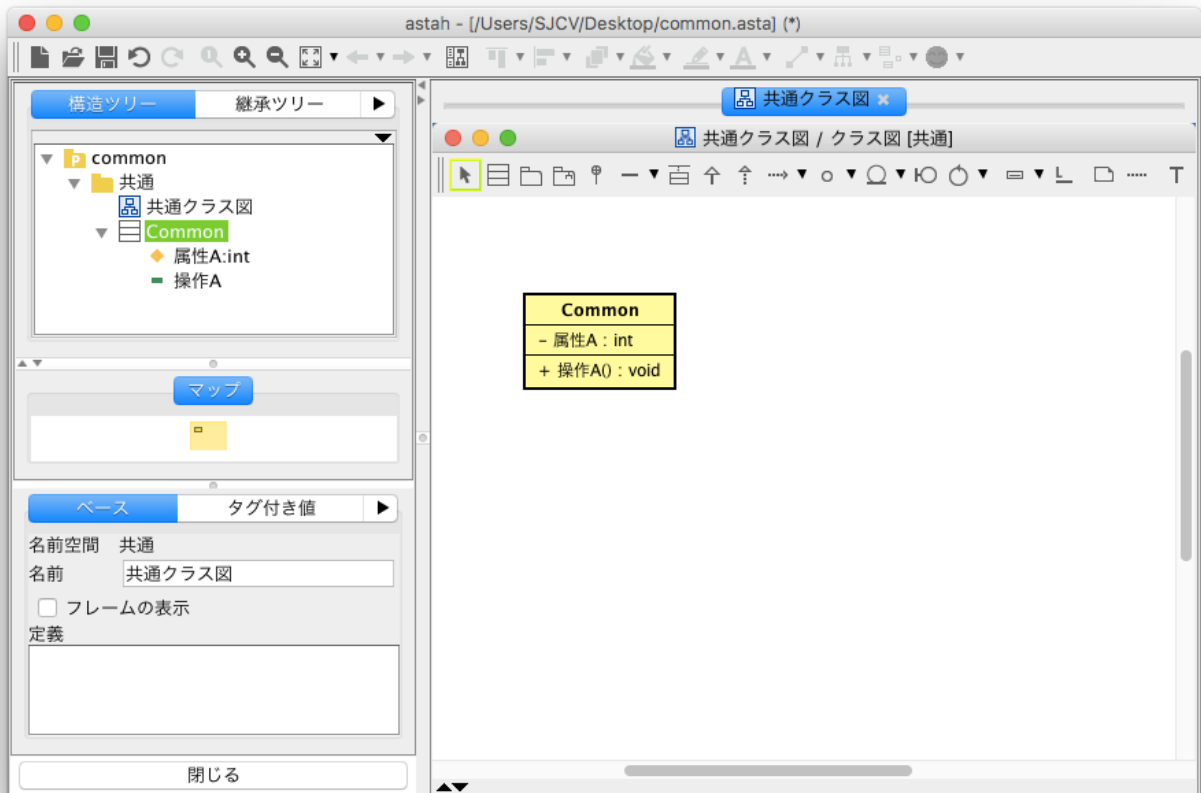 astah - [/Users/SJCV/Desktop/common.asta] (*)
構造ツリー 継承ツリー
common
共通
共通クラス図
Common
属性A:int
操作A
マップ
ベース タグ付き値
名前空間 共通
名前 共通クラス図
フレームの表示
定義
閉じる
共通クラス図
共通クラス図 / クラス図 [共通]
T
Common
- 属性A : int
+ 操作A() : void